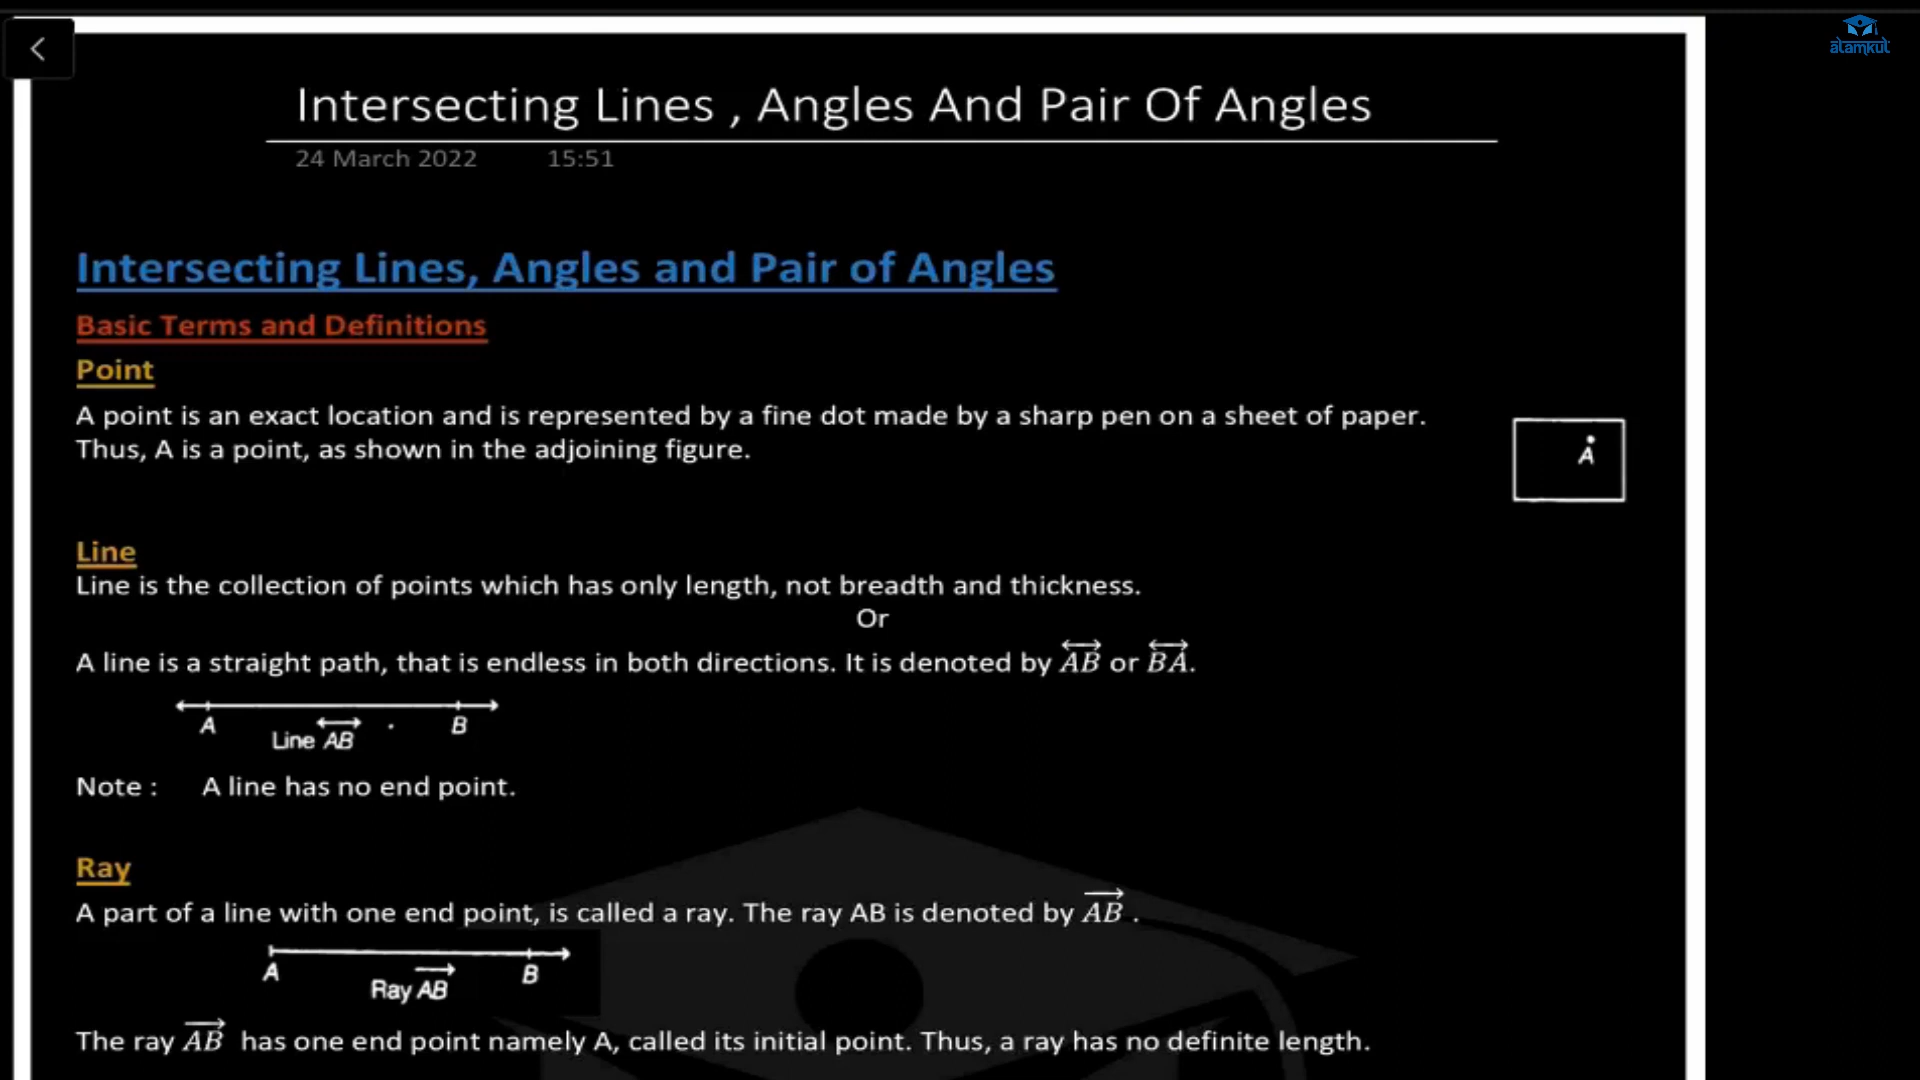 alamkut
Intersecting Lines , Angles And Pair Of Angles
24 March 2022 15:51
Intersecting Lines, Angles and Pair of Angles
Basic Terms and Definitions
Point
A point is an exact location and is represented by a fine dot made by a sharp pen on a sheet of paper.
Thus, A is a point, as shown in the adjoining figure.
A
Line
Line is the collection of points which has only length, not breadth and thickness.
Or
A line is a straight path, that is endless in both directions. It is denoted by AB or BA.
A B
Line AB
Note : A line has no end point.
Ray
A part of a line with one end point, is called a ray. The ray AB is denoted by AB .
A B
Ray AB
The ray AB has one end point namely A, called its initial point. Thus, a ray has no definite length.